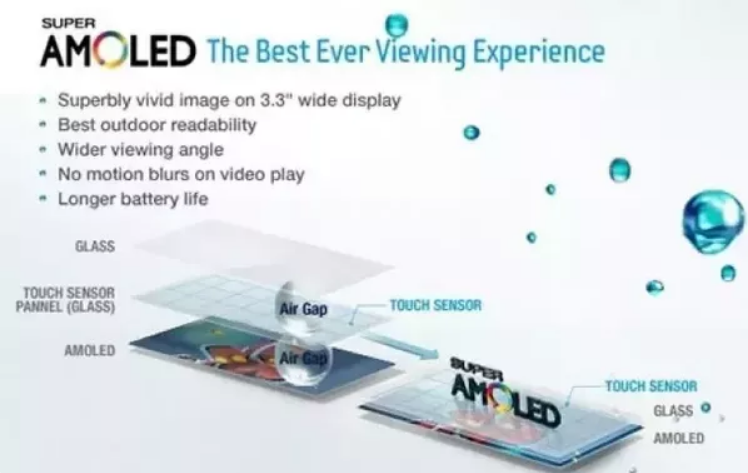 SUPER
AMOLED The Best Ever Viewing Experience
• Superbly vivid image on 3.3" wide display
• Best outdoor readability
• Wider viewing angle
• No motion blurs on video play
• Longer battery life
GLASS
TOUCH SENSOR
PANNEL (GLASS)
Air Gap
TOUCH SENSOR
AMOLED
Air Gap
SUPER
AMOLED
TOUCH SENSOR
GLASS
AMOLED